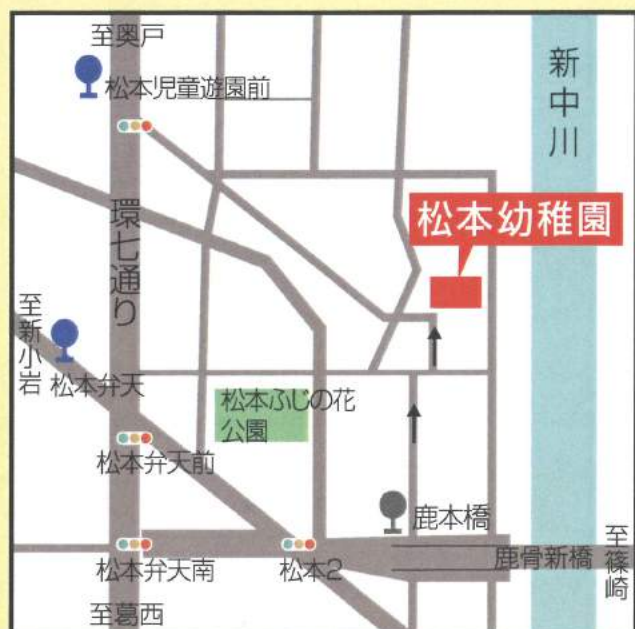 至奥戸
松本児童遊園前
新中川
環七通り
松本幼稚園
至新小岩
松本弁天
松本ふじの花
公園
松本弁天前
鹿本橋
松本弁天南
松本2
鹿骨新橋
至篠崎
至葛西